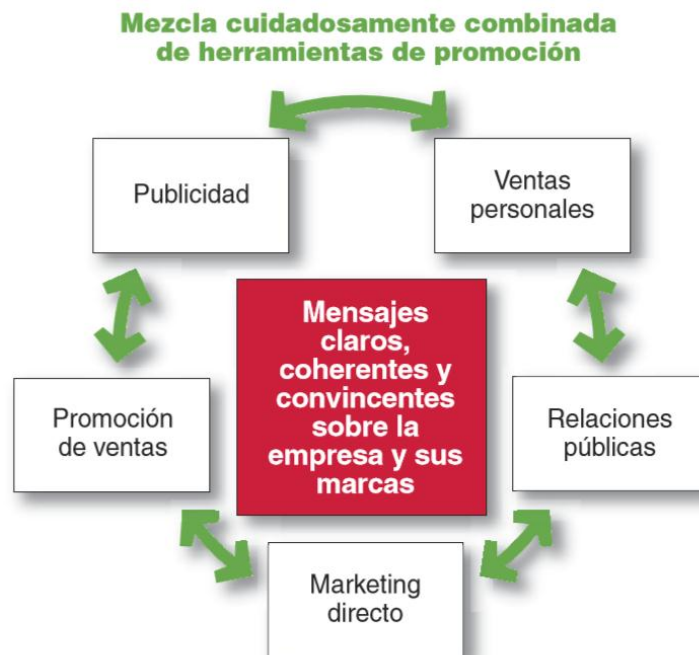 Mezcla cuidadosamente combinada
de herramientas de promoción
Publicidad
Ventas
personales
Mensajes
claros,
coherentes y
convincentes
sobre la
empresa y sus
marcas
Promoción
de ventas
Relaciones
públicas
Marketing
directo